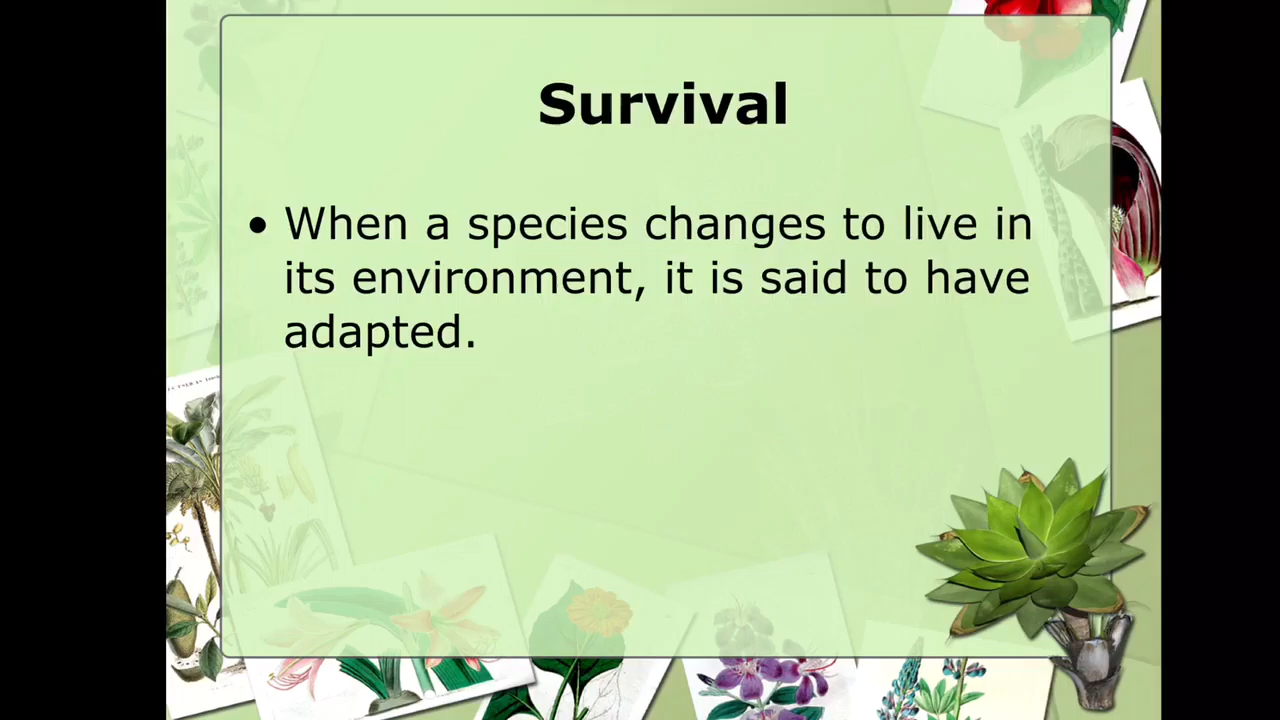 Survival
• When a species changes to live in
its environment, it is said to have
adapted.